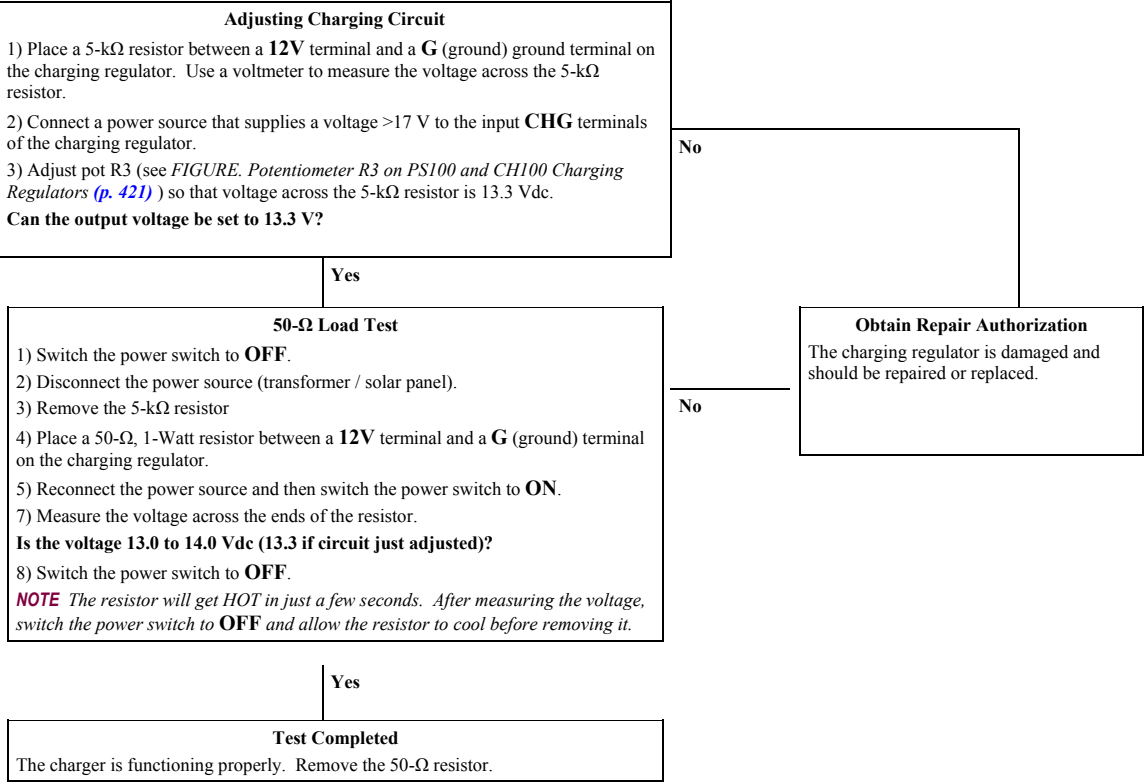 Adjusting Charging Circuit
1) Place a 5-kΩ resistor between a 12V terminal and a G (ground) ground terminal on
the charging regulator. Use a voltmeter to measure the voltage across the 5-kΩ
resistor.
2) Connect a power source that supplies a voltage >17 V to the input CHG terminals
of the charging regulator.
3) Adjust pot R3 (see FIGURE. Potentiometer R3 on PS100 and CH100 Charging
Regulators (p. 421) ) so that voltage across the 5-kΩ resistor is 13.3 Vdc.
Can the output voltage be set to 13.3 V?
No
Yes
50-Ω Load Test
1) Switch the power switch to OFF.
2) Disconnect the power source (transformer / solar panel).
3) Remove the 5-kΩ resistor
4) Place a 50-Ω, 1-Watt resistor between a 12V terminal and a G (ground) terminal
on the charging regulator.
5) Reconnect the power source and then switch the power switch to ON.
7) Measure the voltage across the ends of the resistor.
Is the voltage 13.0 to 14.0 Vdc (13.3 if circuit just adjusted)?
8) Switch the power switch to OFF.
NOTE The resistor will get HOT in just a few seconds. After measuring the voltage,
switch the power switch to OFF and allow the resistor to cool before removing it.
No
Obtain Repair Authorization
The charging regulator is damaged and
should be repaired or replaced.
Yes
Test Completed
The charger is functioning properly. Remove the 50-Ω resistor.